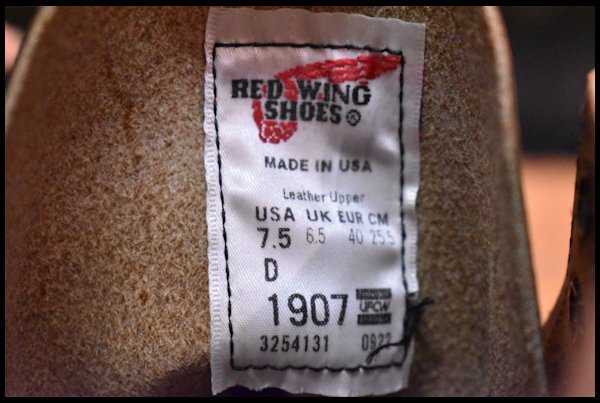 RED WING
SHOES ®
MADE IN USA
Leather Upper
USA UK EUR CM
7.5 6.5 40 25.5
D
1907 UFCW
3254131